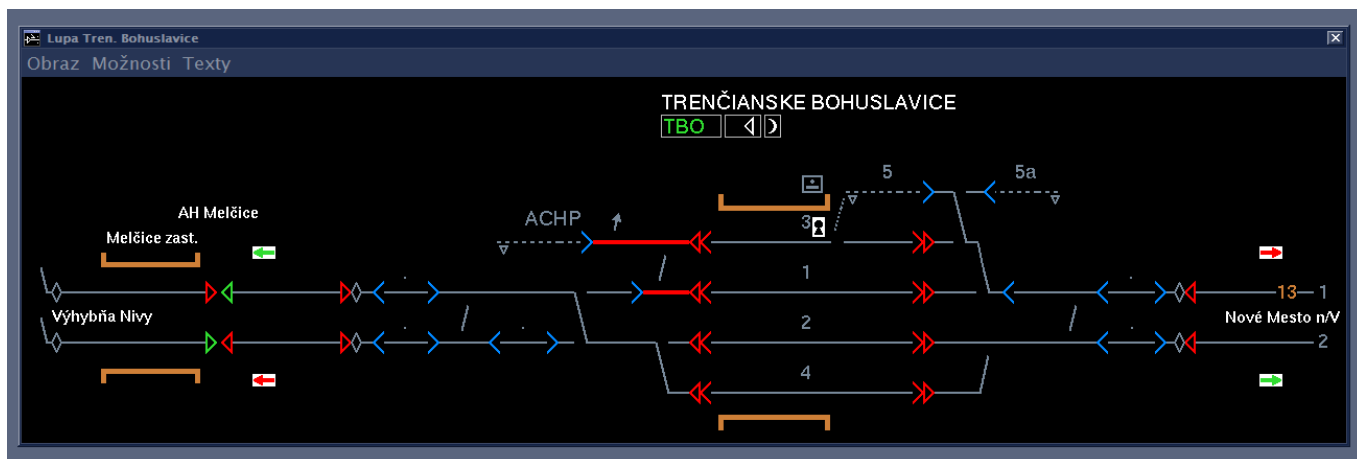 Lupa Tren. Bohuslavice
Obraz Možnosti Texty
TRENČIANSKE BOHUSLAVICE
TBO
5 5a
AH Melčice
ACHP
3
Melčice zast.
1
13 1
Výhybňa Nivy
2
Nové Mesto n/V
2
4